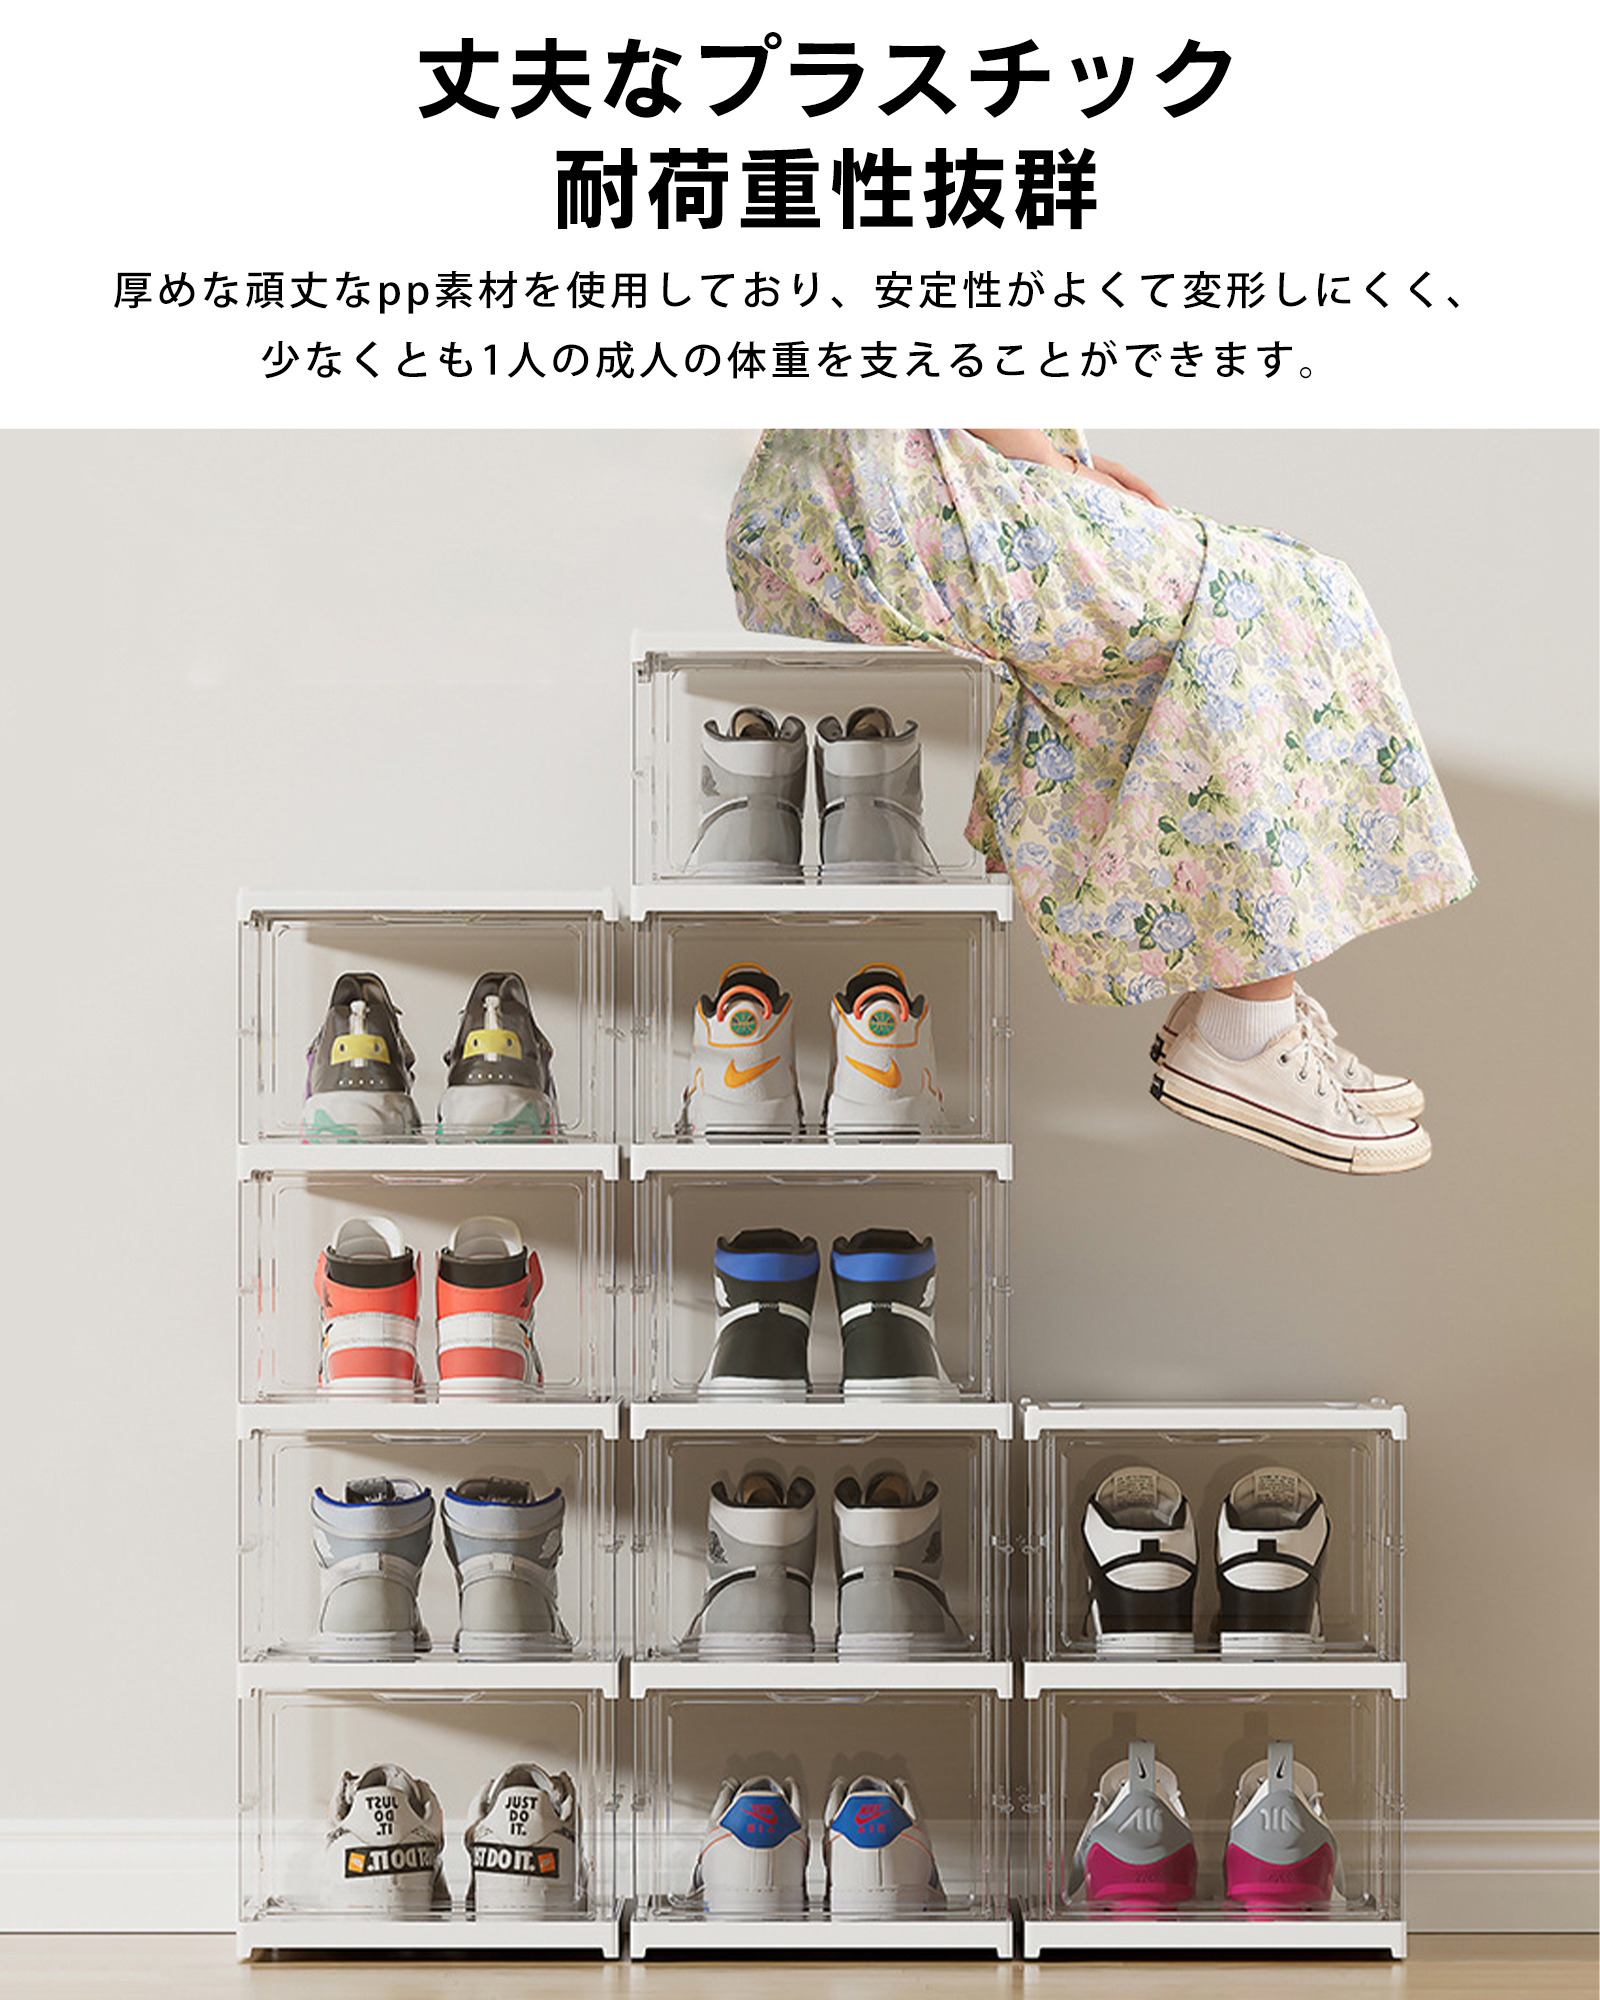 丈夫なプラスチック
耐荷重性抜群
厚めな頑丈なpp素材を使用しており、安定性がよくて変形しにくく、
少なくとも1人の成人の体重を支えることができます。
JUST
DO
IT.
JUST
DO
IT.